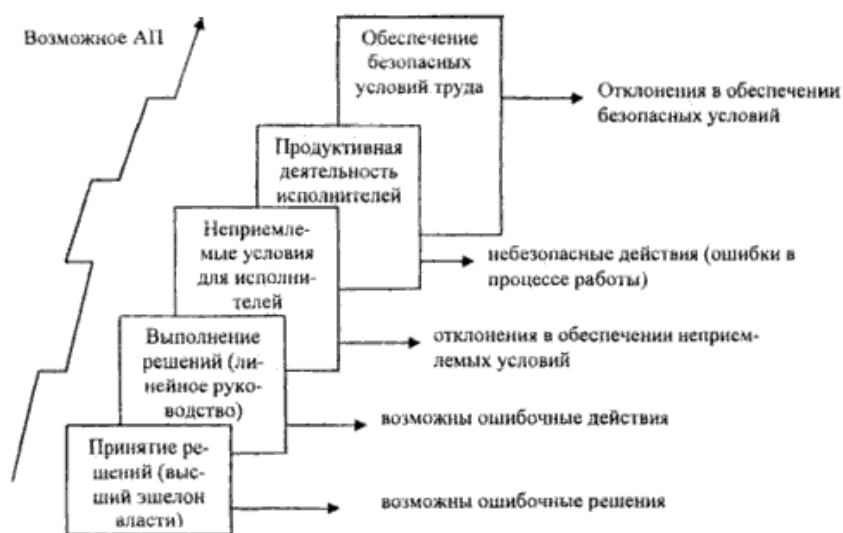 Возможное АП
Обеспечение
безопасных
условий труда
Отклонения в обеспечении
безопасных условий
Продуктивная
деятельность
исполнителей
небезопасные действия (ошибки в
процессе работы)
Неприемле-
мые условия
для исполни-
телей
отклонения в обеспечении неприем-
лемых условий
Выполнение
решений (ли-
нейное руко-
водство)
возможны ошибочные действия
Принятие ре-
шений (выс-
ший эшелон
власти)
возможны ошибочные решения